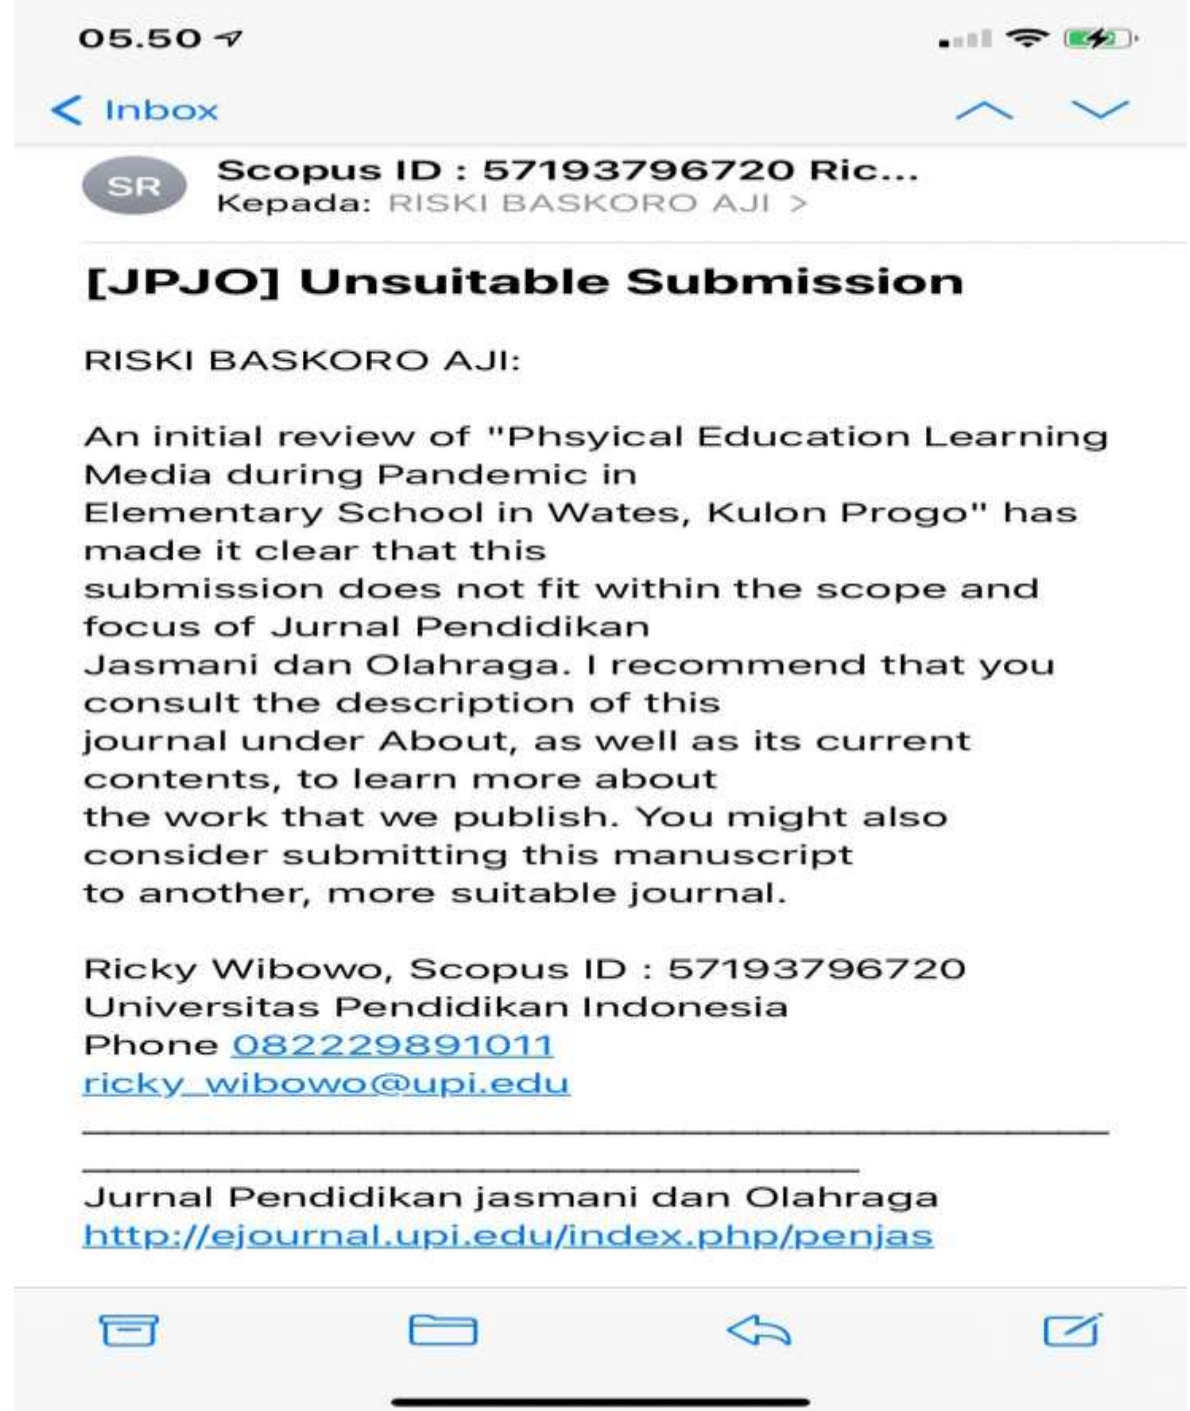 05.50
Inbox
SR
Scopus ID : 57193796720 Ric...
Kepada: RISKI BASKORO AJI >
[JPJO] Unsuitable Submission
RISKI BASKORO AJI:
An initial review of "Phsyical Education Learning
Media during Pandemic in
Elementary School in Wates, Kulon Progo" has
made it clear that this
submission does not fit within the scope and
focus of Jurnal Pendidikan
Jasmani dan Olahraga. I recommend that you
consult the description of this
journal under About, as well as its current
contents, to learn more about
the work that we publish. You might also
consider submitting this manuscript
to another, more suitable journal.
Ricky Wibowo, Scopus ID : 57193796720
Universitas Pendidikan Indonesia
Phone 082229891011
ricky_wibowo@upi.edu
Jurnal Pendidikan jasmani dan Olahraga
http://ejournal.upi.edu/index.php/penjas